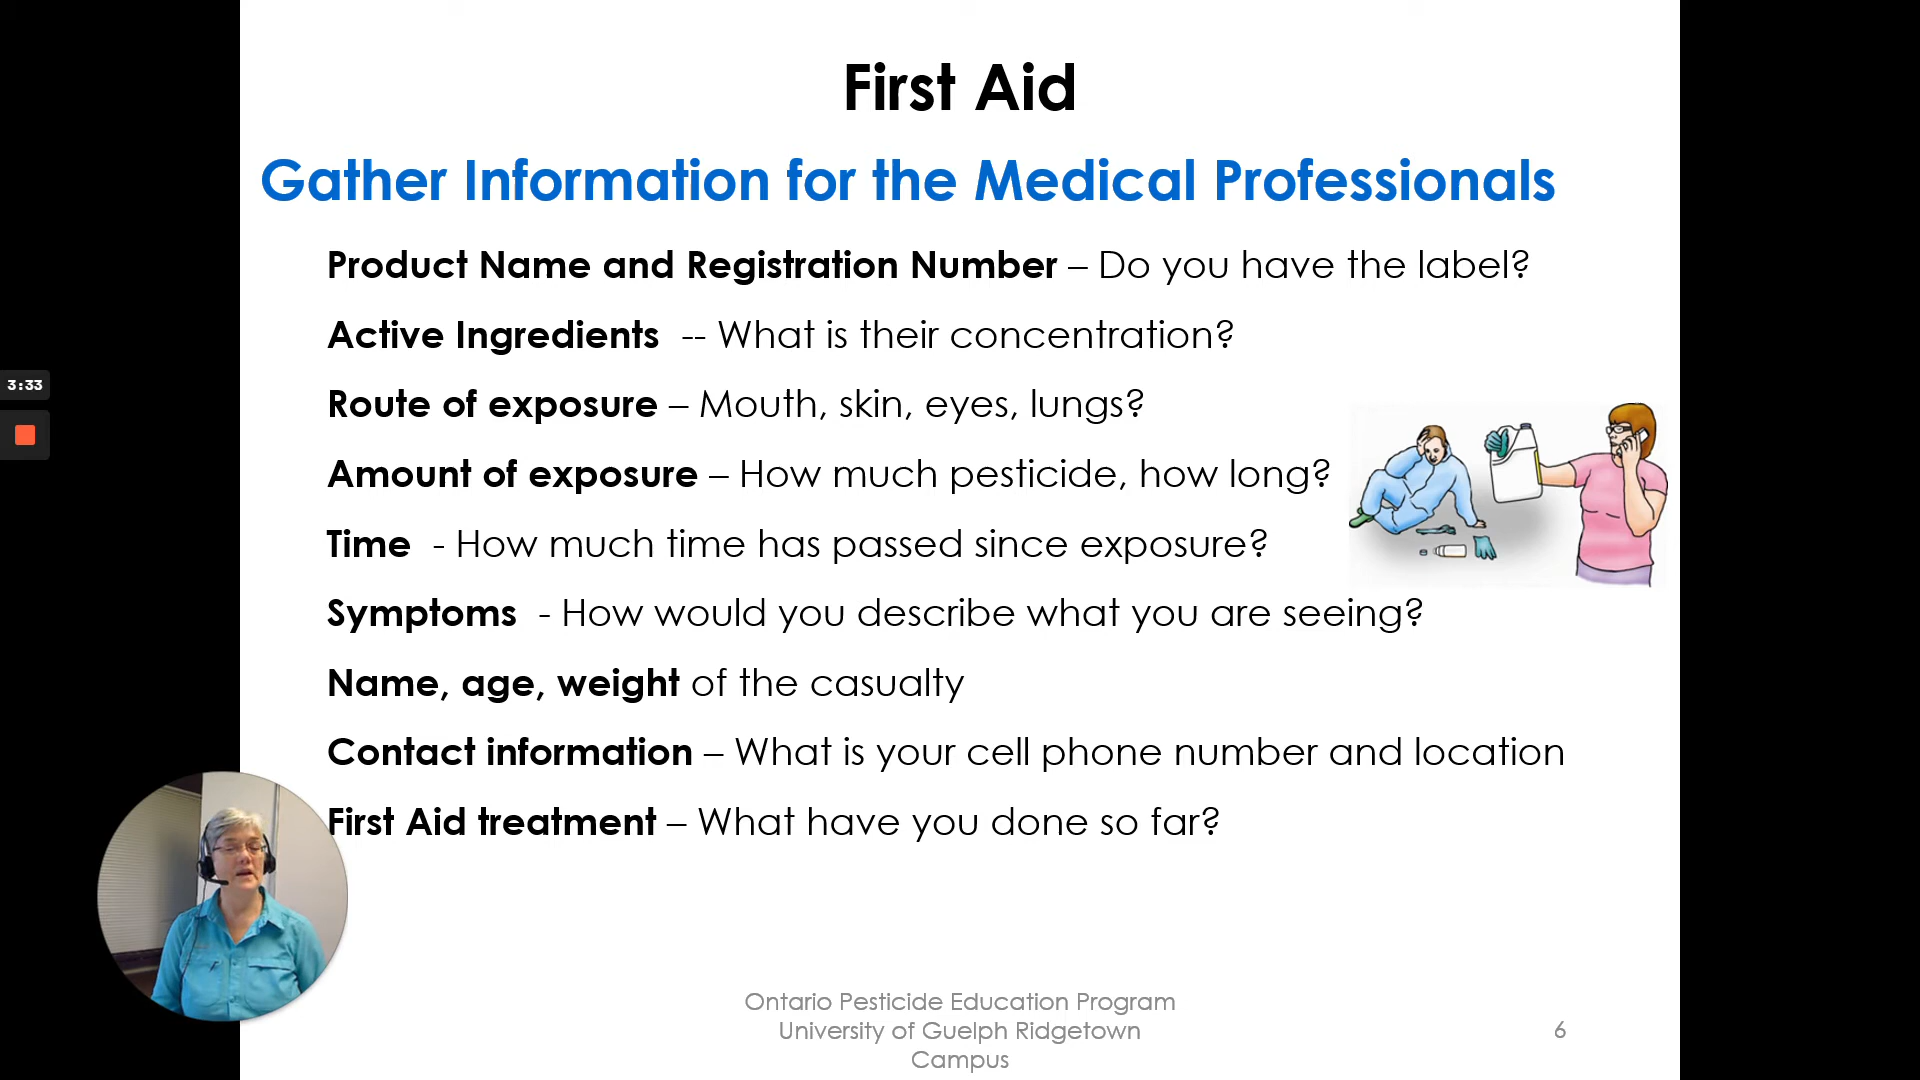 First Aid
Gather Information for the Medical Professionals
Product Name and Registration Number – Do you have the label?
Active Ingredients -- What is their concentration?
Route of exposure – Mouth, skin, eyes, lungs?
Amount of exposure – How much pesticide, how long?
Time - How much time has passed since exposure?
Symptoms - How would you describe what you are seeing?
Name, age, weight of the casualty
Contact information – What is your cell phone number and location
First Aid treatment – What have you done so far?
3:33
Ontario Pesticide Education Program
University of Guelph Ridgetown
Campus
6